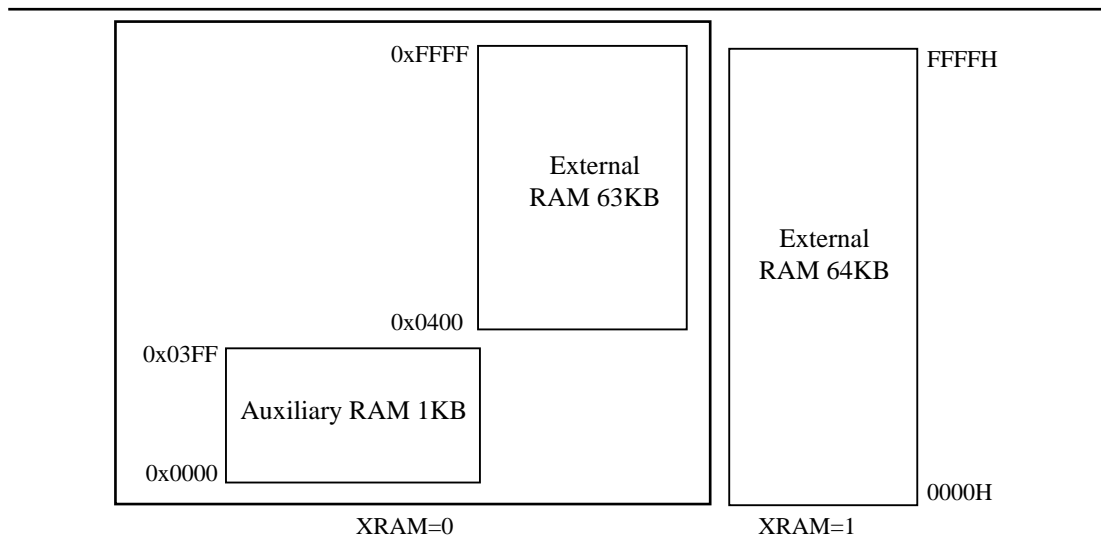 0xFFFF
External
RAM 63KB
0x0400
0x03FF
Auxiliary RAM 1KB
0x0000
XRAM=0
FFFFH
External
RAM 64KB
0000H
XRAM=1